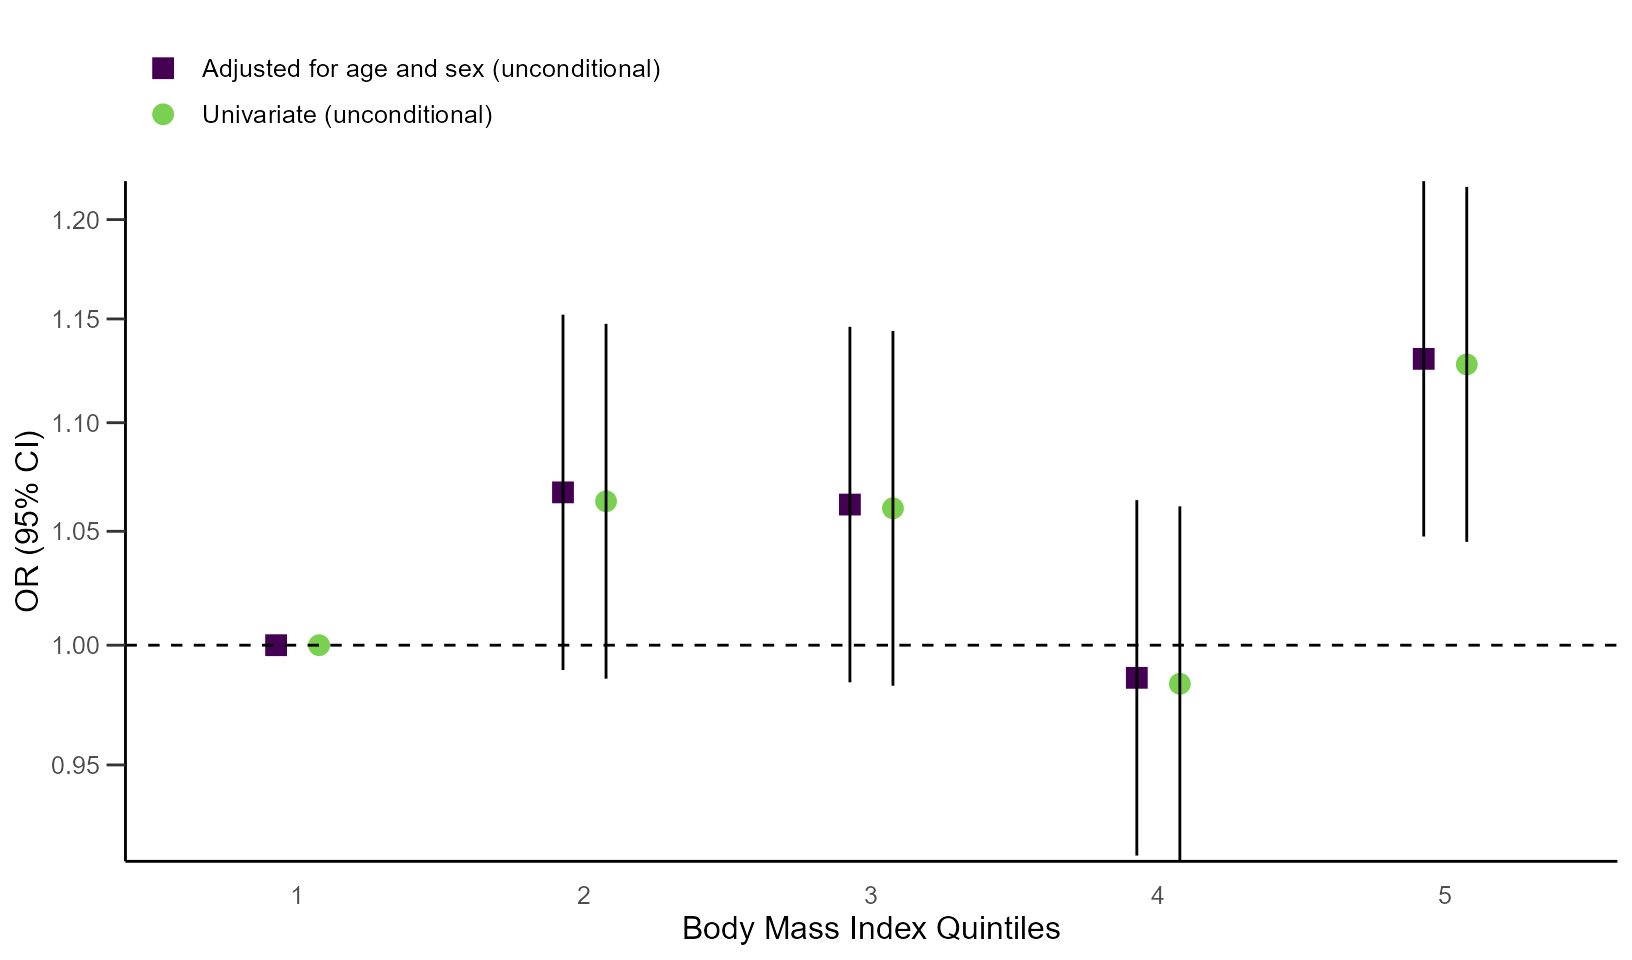 Adjusted for age and sex (unconditional)
Univariate (unconditional)
1.20
1.15
1.10
1.05
1.00
0.95
OR (95% CI)
1 2 3 4 5
Body Mass Index Quintiles